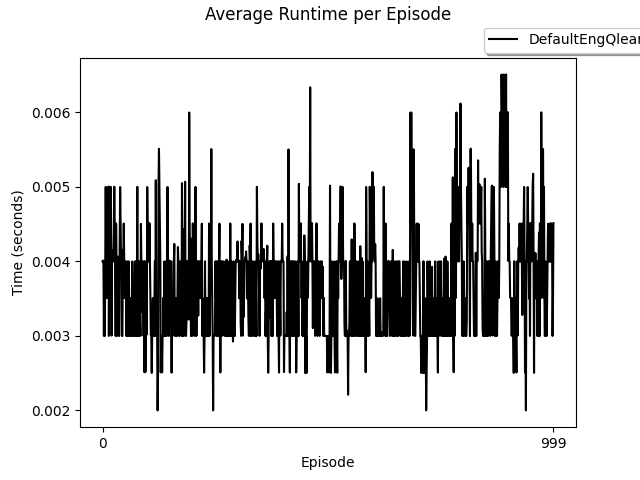 Average Runtime per Episode
DefaultEngQlear
0.006
0.005
0.004
0.003
0.002
Time (seconds)
0
999
Episode